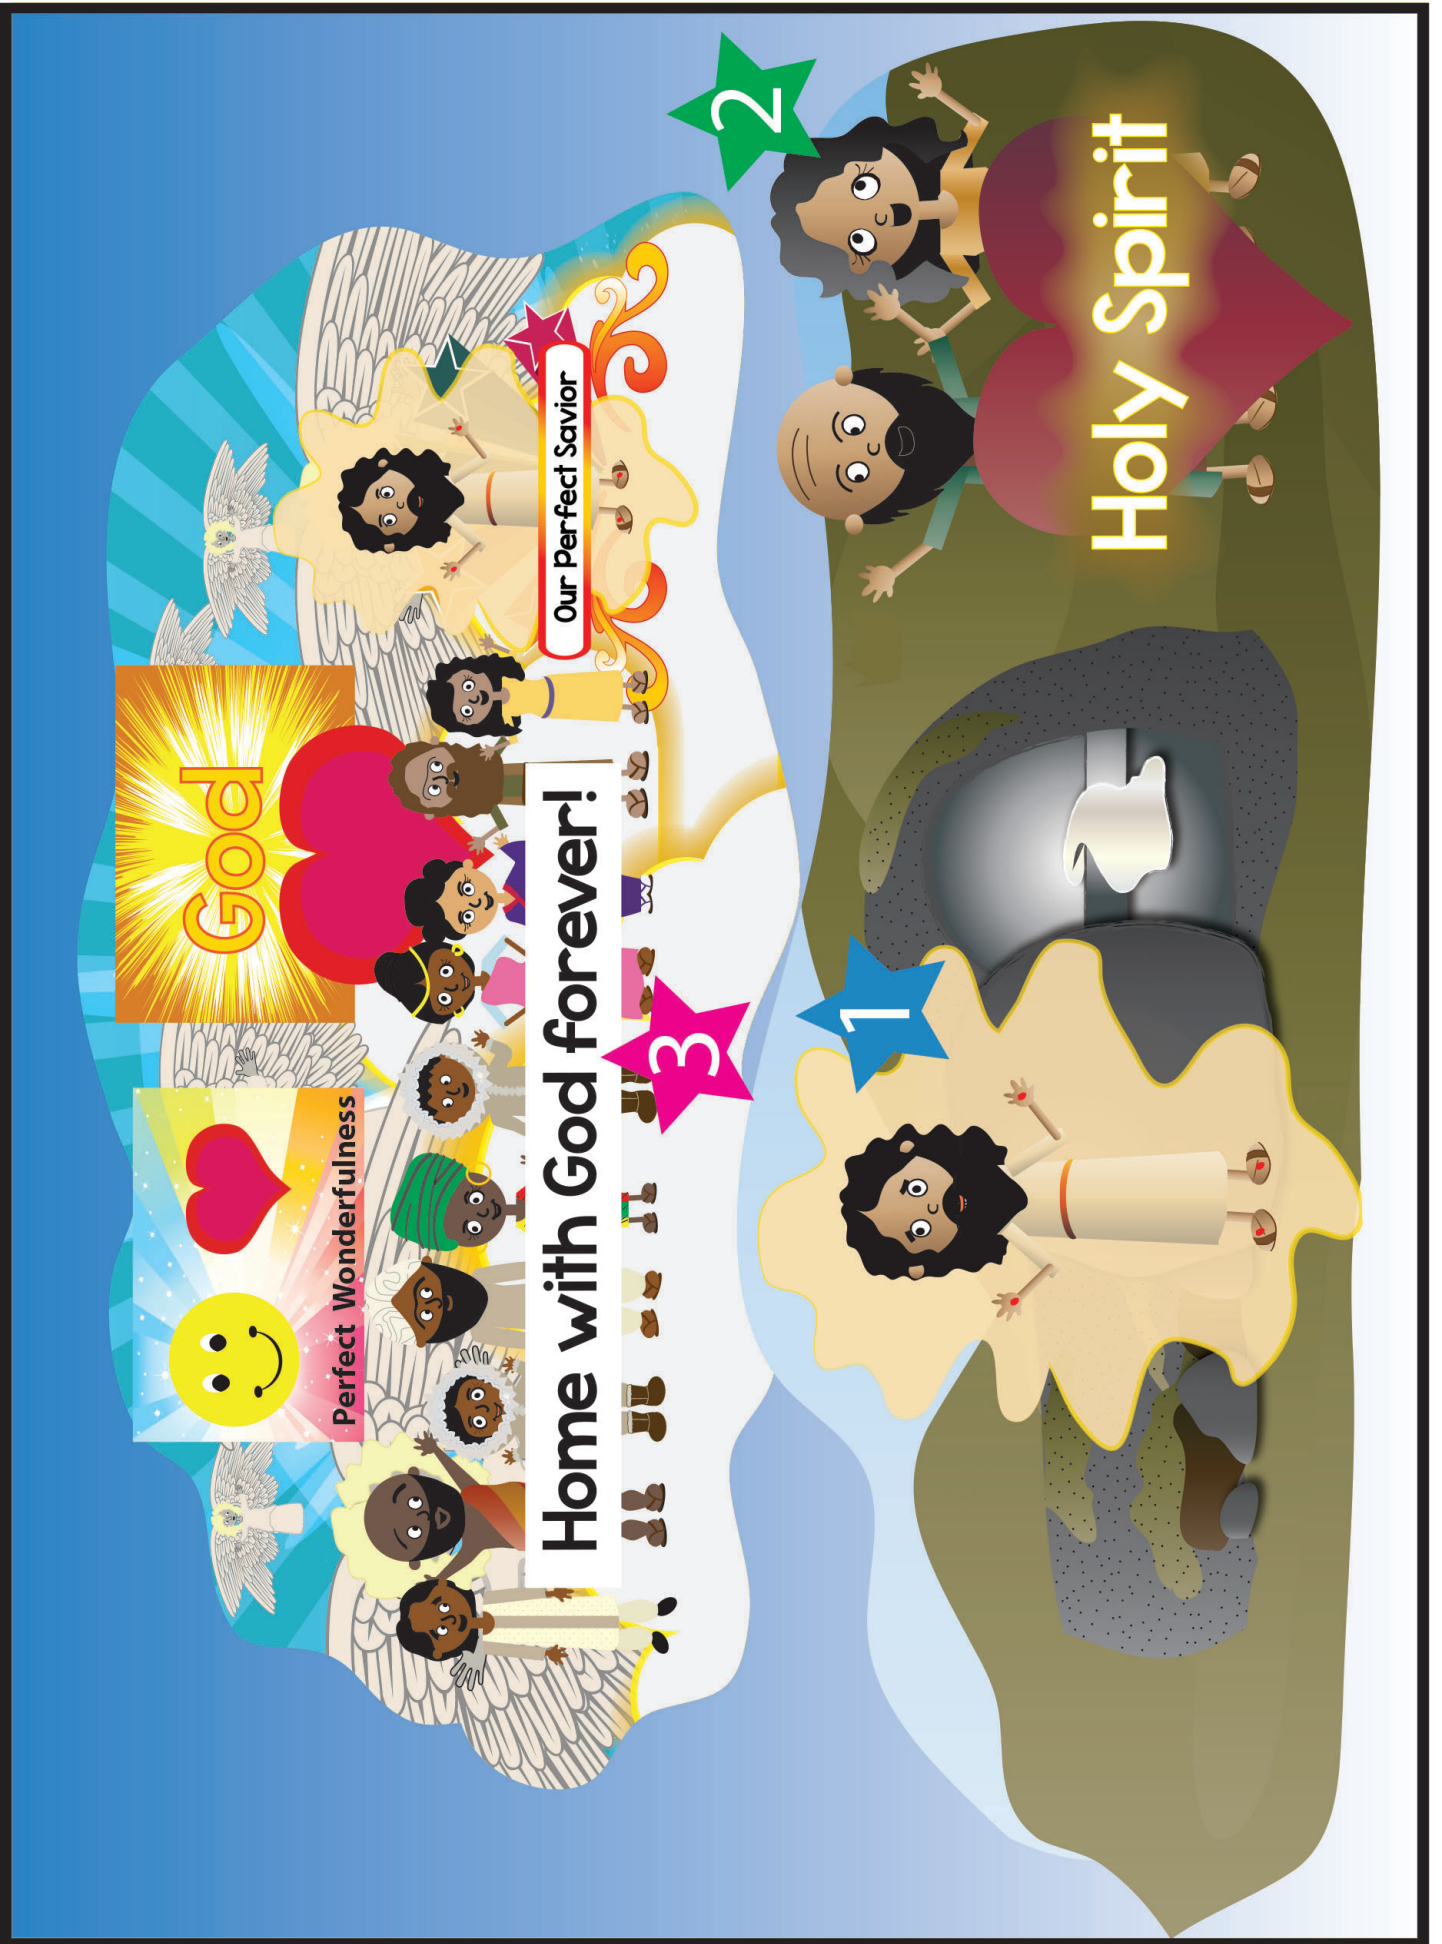 God
Perfect Wonderfulness
Home with God forever!
Our Perfect Savior
3
2
1
Holy Spirit